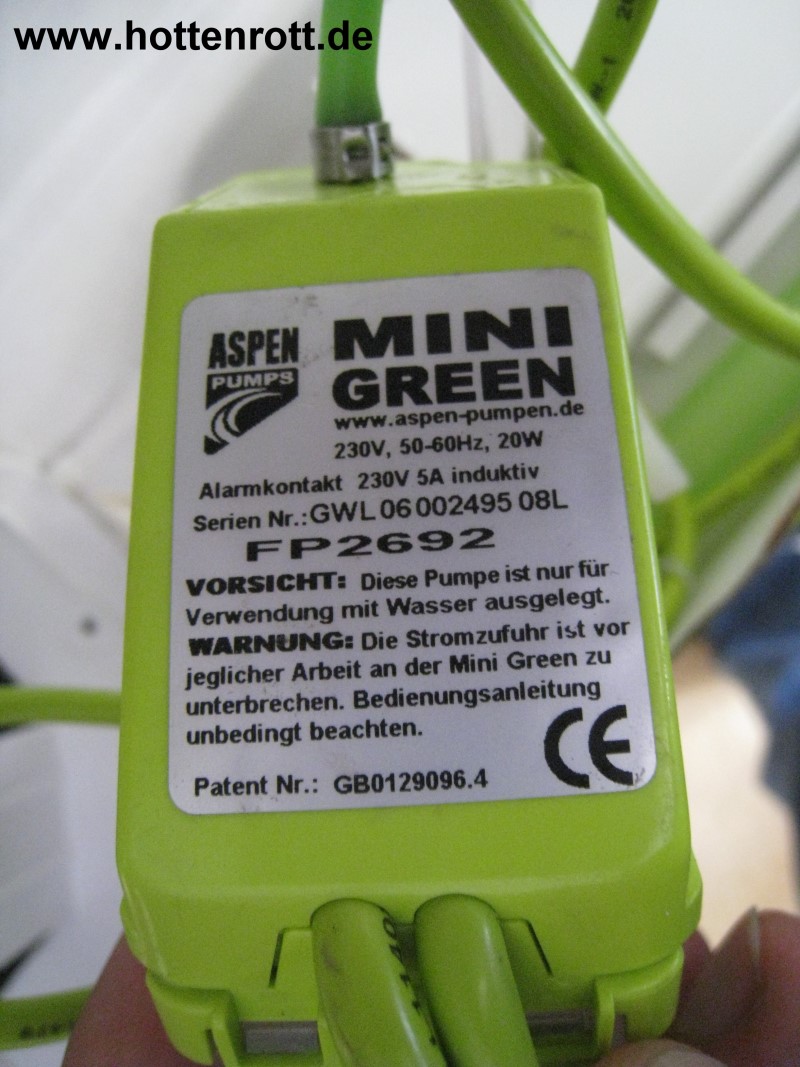 www.hottenrott.de
ASPEN
PUMPS
MINI
GREEN
www.aspen-pumpen.de
230V, 50-60Hz, 20W
Alarmkontakt 230V 5A induktiv
Serien Nr.: GWL 06 002495 08L
FP2692
VORSICHT: Diese Pumpe ist nur für
Verwendung mit Wasser ausgelegt.
WARNUNG: Die Stromzufuhr ist vor
jeglicher Arbeit an der Mini Green zu
unterbrechen. Bedienungsanleitung
unbedingt beachten.
CE
Patent Nr.: GB0129096.4